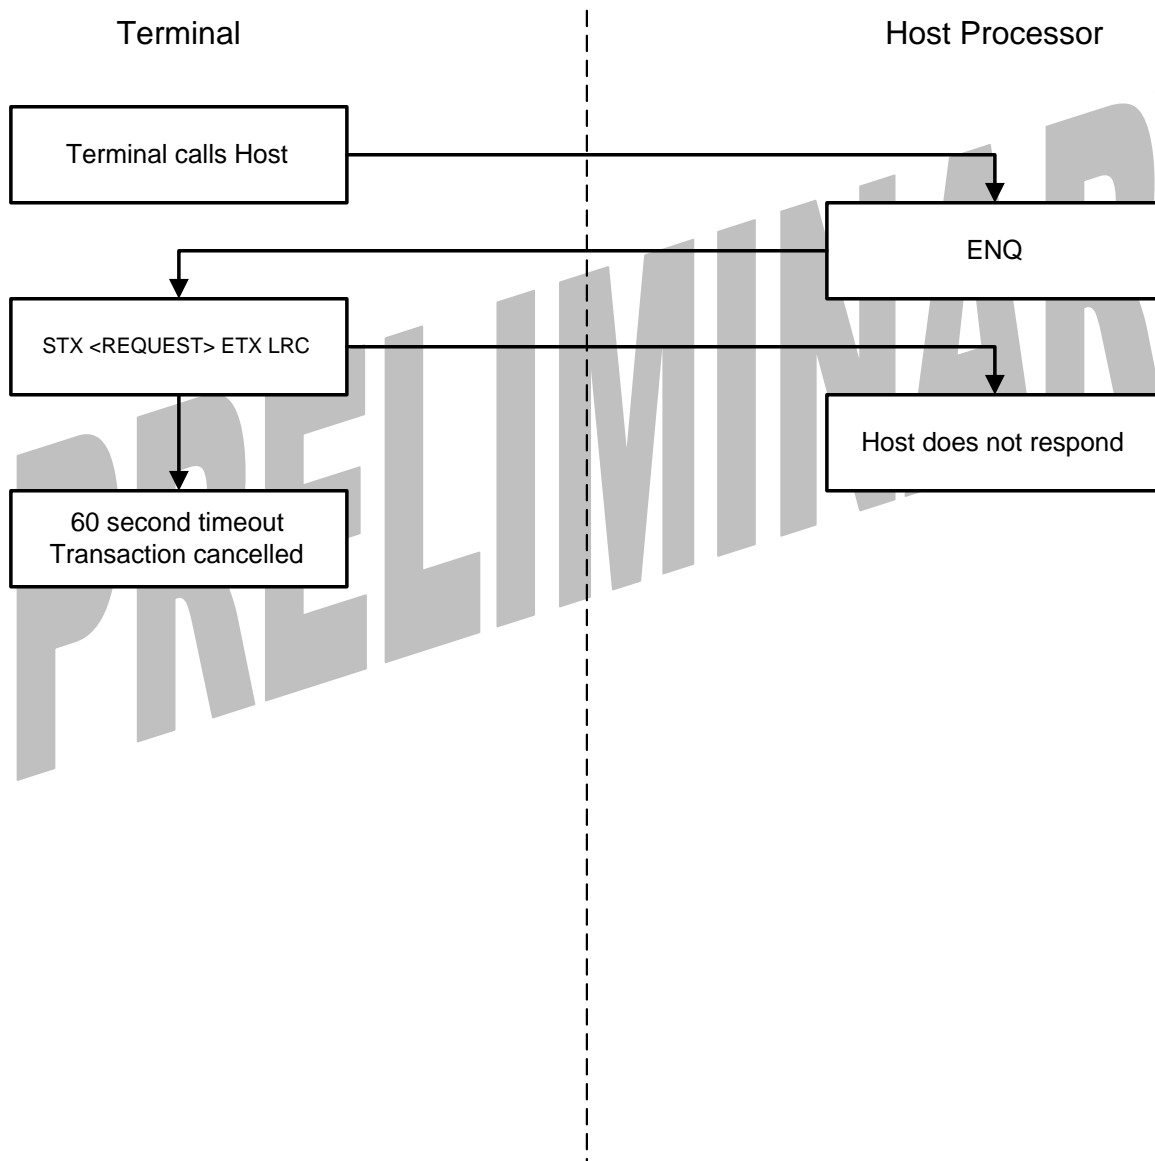 Terminal
Host Processor
Terminal calls Host
ENQ
STX <REQUEST> ETX LRC
Host does not respond
60 second timeout
Transaction cancelled
PRELIMINAR